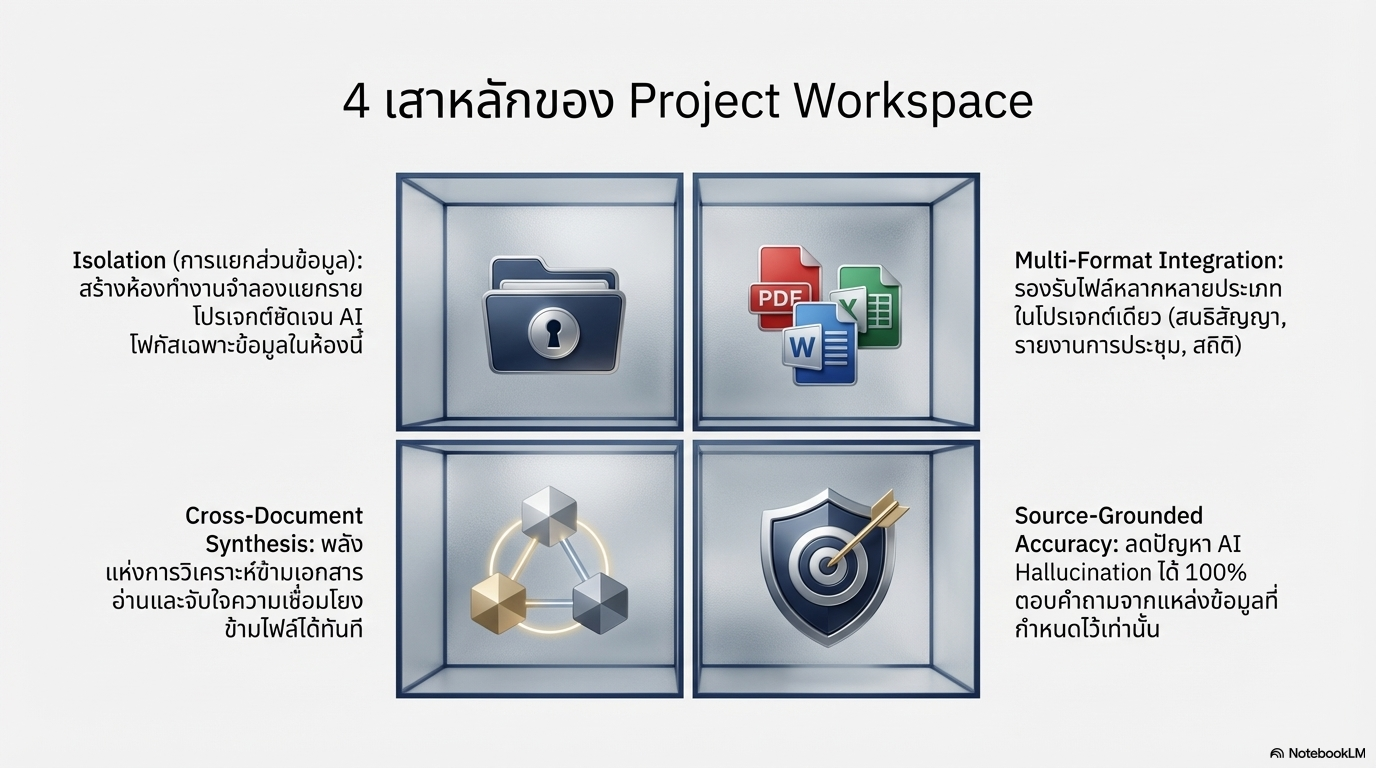 4 เสาหลักของ Project Workspace
Isolation (การแยกส่วนข้อมูล):
สร้างห้องทำงานจำลองแยกราย
โปรเจกต์ชัดเจน AI
โฟกัสเฉพาะข้อมูลในห้องนี้
PDF
X
W
Multi-Format Integration:
รองรับไฟล์หลากหลายประเภท
ในโปรเจกต์เดียว (สนธิสัญญา,
รายงานการประชุม, สถิติ)
Cross-Document
Synthesis: พลัง
แห่งการวิเคราะห์ข้ามเอกสาร
อ่านและจับใจความเชื่อมโยง
ข้ามไฟล์ได้ทันที
Source-Grounded
Accuracy: ลดปัญหา AI
Hallucination ได้ 100%
ตอบคำถามจากแหล่งข้อมูลที่
กำหนดไว้เท่านั้น
NotebookLM